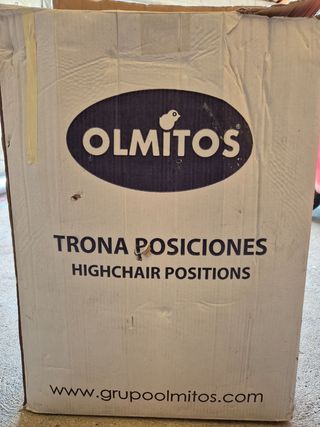 OLMITOS®
TRONA POSICIONES
HIGHCHAIR POSITIONS
www.grupoolmitos.com